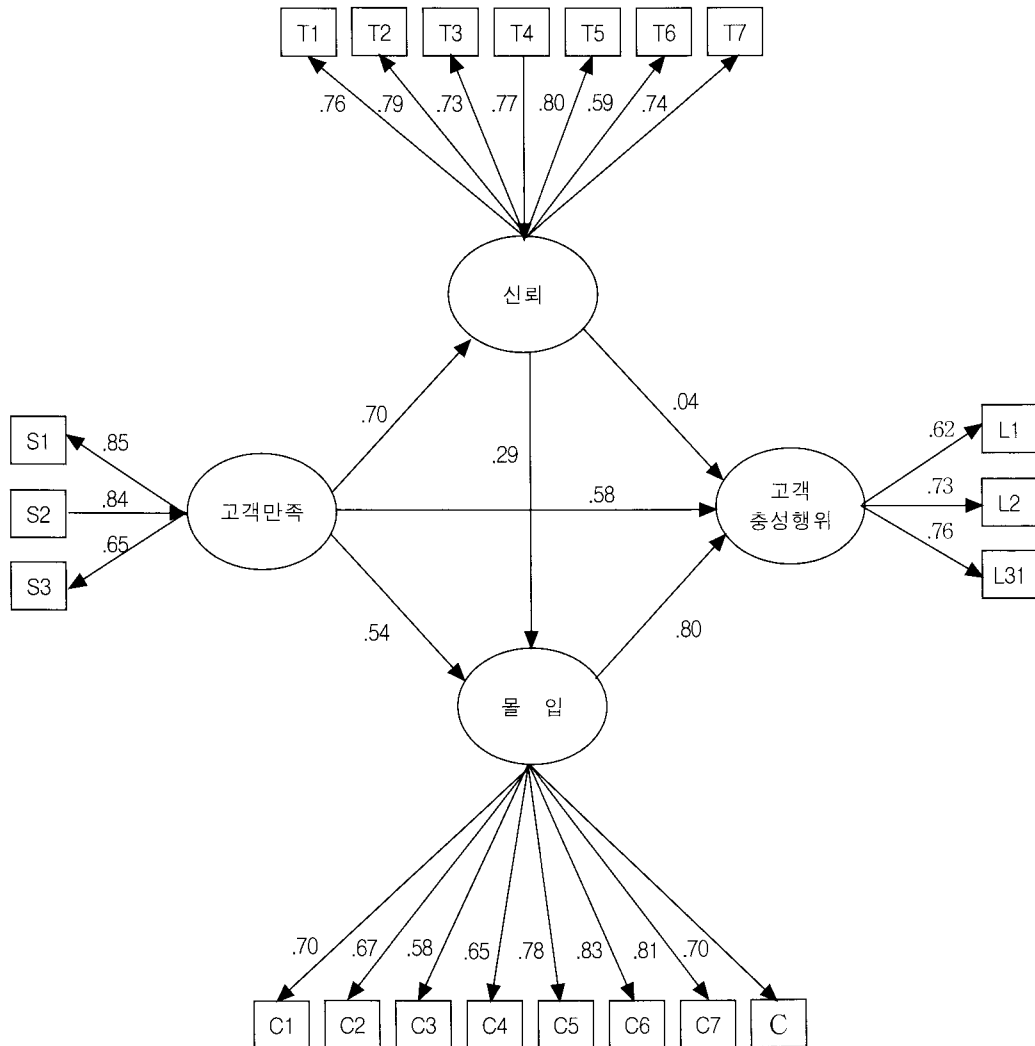 T1 T2 T3 T4 T5 T6 T7
.76 .79 .73 .77 .80 .59 .74
신뢰
.70 .04
S1 .85 .62 L1
.29
S2 .84 고객만족 .58 고객 .73 L2
충성행위
.65 .76
S3 L31
.54 .80
몰 입
.70 .67 .58 .65 .78 .83 .81 .70
C1 C2 C3 C4 C5 C6 C7 C